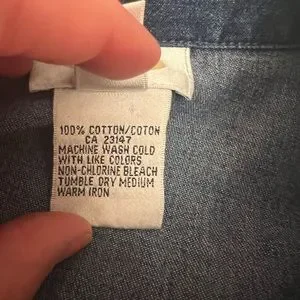 100% COTTON/COTON
CA 23147
MACHINE WASH COLD
WITH LIKE COLORS
NON-CHLORINE BLEACH
TUMBLE DRY MEDIUM
WARM IRON